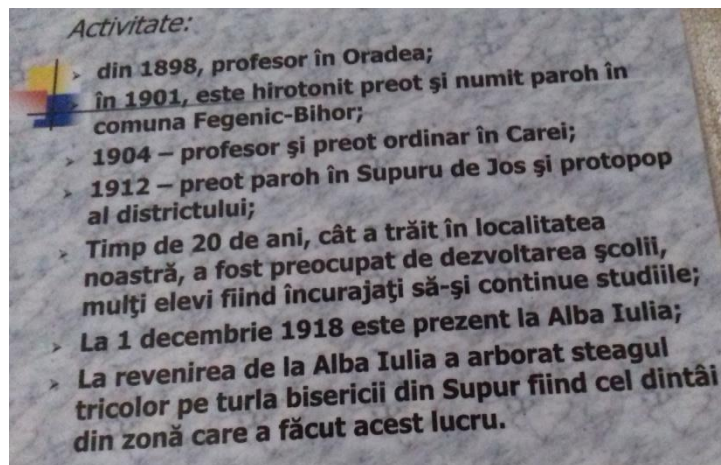 Activitate:
din 1898, profesor în Oradea;
în 1901, este hirotonit preot şi numit paroh în
comuna Fegenic-Bihor;
1904 – profesor şi preot ordinar în Carei;
1912 – preot paroh în Supuru de Jos şi protopop
al districtului;
Timp de 20 de ani, cât a trăit în localitatea
noastră, a fost preocupat de dezvoltarea şcolii,
mulţi elevi fiind încurajaţi să-şi continue studiile;
La 1 decembrie 1918 este prezent la Alba Iulia;
La revenirea de la Alba Iulia a arborat steagul
tricolor pe turla bisericii din Supur fiind cel dintâi
din zonă care a făcut acest lucru.